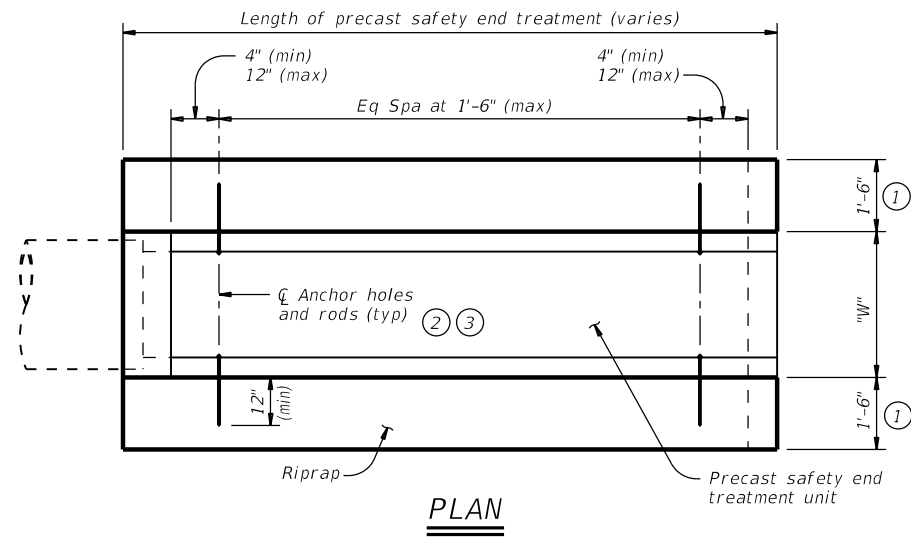 Length of precast safety end treatment (varies)
4" (min)
12" (max)
4" (min)
12" (max)
Eq Spa at 1'-6" (max)
1'-6"
1
℄ Anchor holes
and rods (typ)
2 3
"W"
12"
(min)
1'-6"
1
Riprap
Precast safety end
treatment unit
PLAN